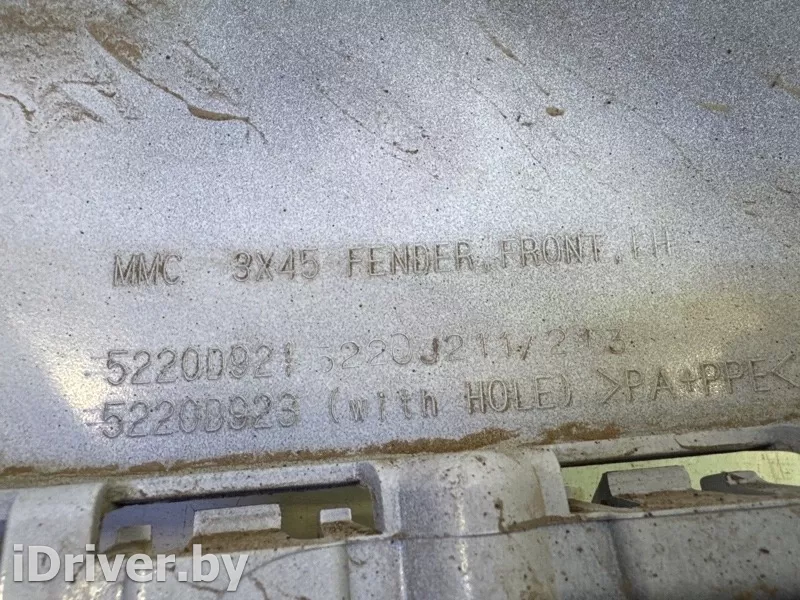 MMC 3X45 FENDER,FRONT,LH
5220D921 5220J211/213
5220D923 (with HOLE) >PA+PPE<
iDriver.by